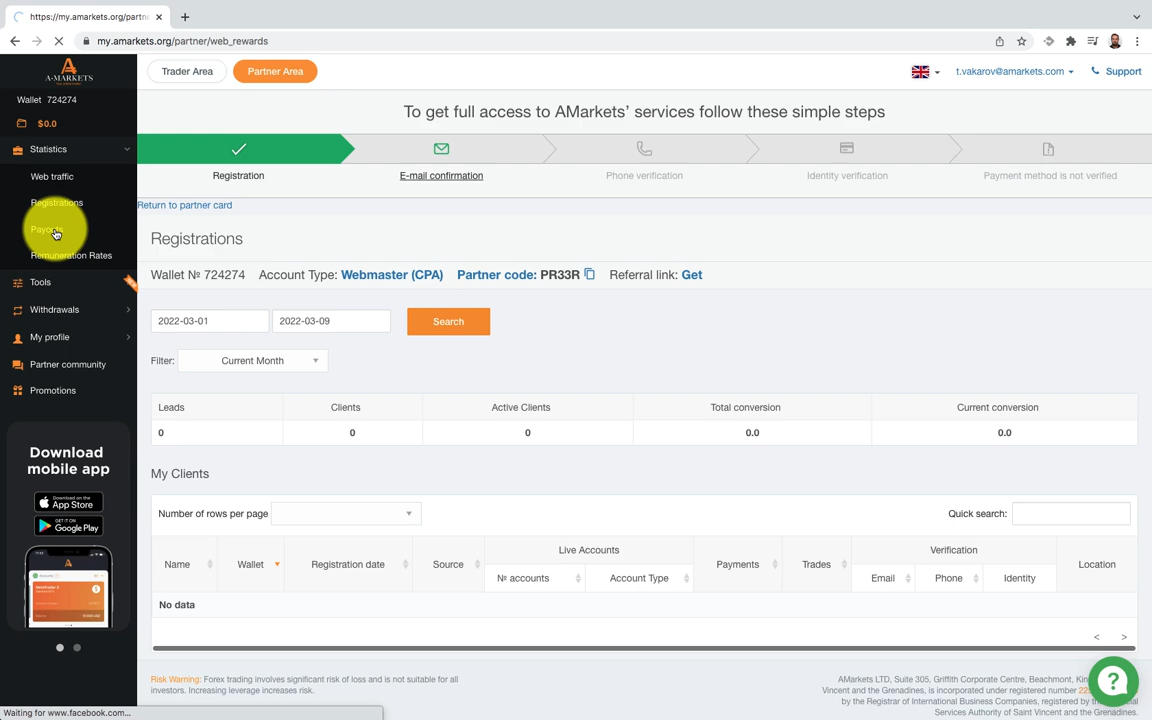 https://my.amarkets.org/partn
my.amarkets.org/partner/web_rewards
A-MARKETS
Wallet 724274
$0.0
Statistics
Web traffic
Registrations
Payouts
Remuneration Rates
Tools
Withdrawals
My profile
Partner community
Promotions
Download
mobile app
Download on the
App Store
GET IT ON
Google Play
Trader Area
Partner Area
t.vakarov@amarkets.com
Support
To get full access to AMarkets’ services follow these simple steps
Registration
E-mail confirmation
Phone verification
Identity verification
Payment method is not verified
Return to partner card
Registrations
Wallet № 724274 Account Type: Webmaster (CPA) Partner code: PR33R Referral link: Get
2022-03-01 2022-03-09 Search
Filter: Current Month
Leads Clients Active Clients Total conversion Current conversion
0 0 0 0.0 0.0
My Clients
Number of rows per page Quick search:
Live Accounts Verification
Name Wallet Registration date Source Payments Trades Location
№ accounts Account Type Email Phone Identity
No data
< >
Risk Warning: Forex trading involves significant risk of loss and is not suitable for all
investors. Increasing leverage increases risk.
AMarkets LTD, Suite 305, Griffith Corporate Centre, Beachmont,
Vincent and the Grenadines, is incorporated under registered number
by the Registrar of International Business Companies, registered by
Services Authority of Saint Vincent and the Grenadines.
Waiting for www.facebook.com...